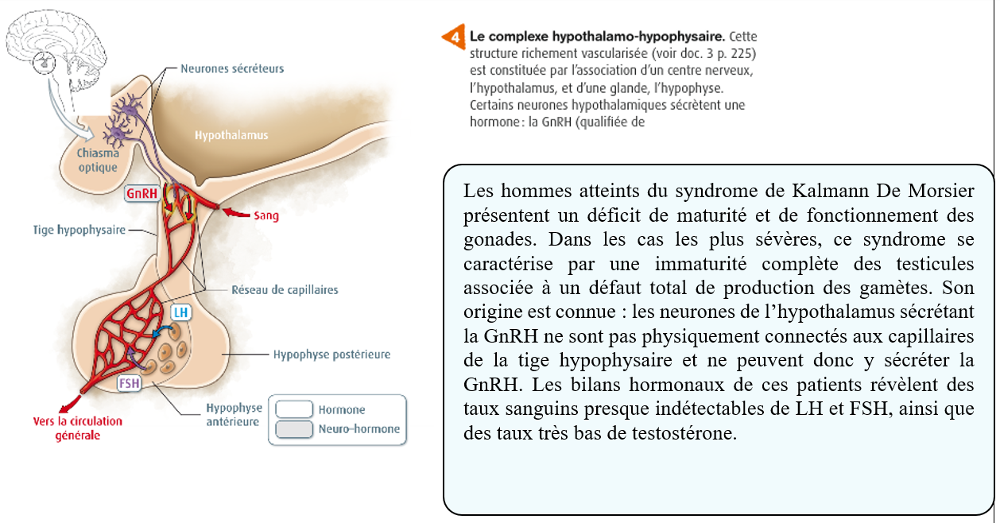 Neurones sécréteurs
Hypothalamus
Chiasma
optique
GnRH
Sang
Tige hypophysaire
Réseau de capillaires
LH
Hypophyse postérieure
FSH
Hypophyse
antérieure
Vers la circulation
générale
Hormone
Neuro-hormone
4 Le complexe hypothalamo-hypophysaire. Cette
structure richement vascularisée (voir doc. 3 p. 225)
est constituée par l'association d'un centre nerveux,
l'hypothalamus, et d'une glande, l'hypophyse.
Certains neurones hypothalamiques sécrètent une
hormone : la GnRH (qualifiée de
Les hommes atteints du syndrome de Kalmann De Morsier
présentent un déficit de maturité et de fonctionnement des
gonades. Dans les cas les plus sévères, ce syndrome se
caractérise par une immaturité complète des testicules
associée à un défaut total de production des gamètes. Son
origine est connue : les neurones de l'hypothalamus sécrétant
la GnRH ne sont pas physiquement connectés aux capillaires
de la tige hypophysaire et ne peuvent donc y sécréter la
GnRH. Les bilans hormonaux de ces patients révèlent des
taux sanguins presque indétectables de LH et FSH, ainsi que
des taux très bas de testostérone.